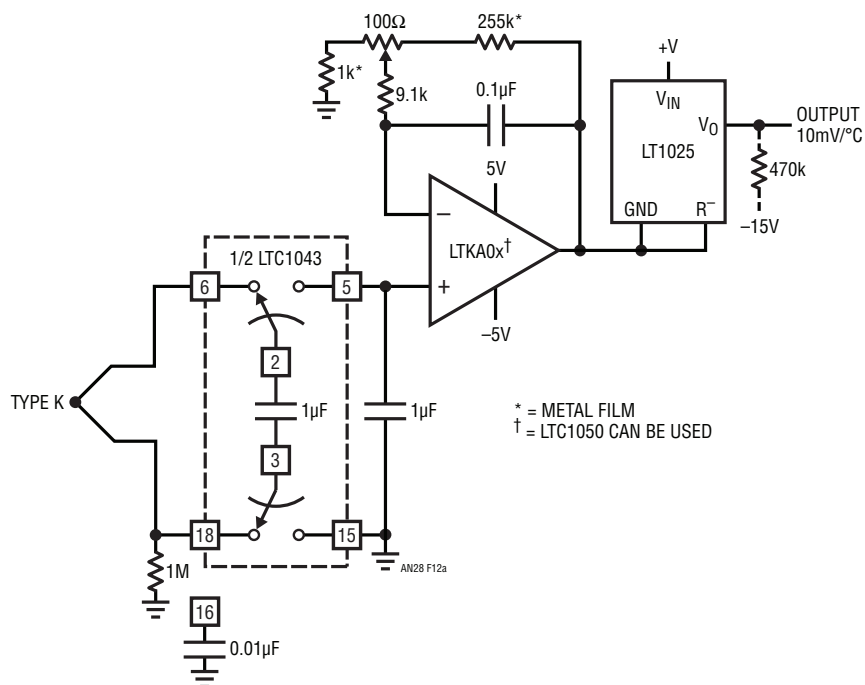 100Ω
255k*
1k*
9.1k
0.1µF
+V
VIN
VO
OUTPUT
10mV/°C
LT1025
470k
GND
R–
–15V
5V
–
LTKA0x†
+
–5V
1/2 LTC1043
6
5
2
1µF
1µF
3
TYPE K
18
15
1M
16
0.01µF
* = METAL FILM
† = LTC1050 CAN BE USED
AN28 F12a